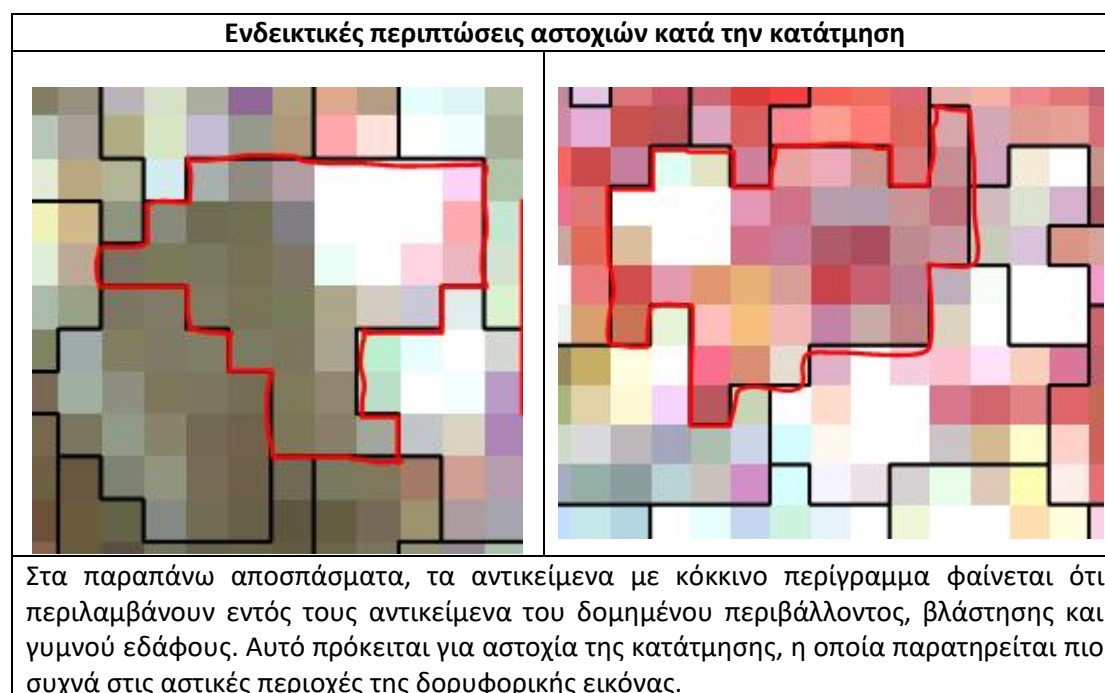 Ενδεικτικές περιπτώσεις αστοχιών κατά την κατάτμηση
Στα παραπάνω αποσπάσματα, τα αντικείμενα με κόκκινο περίγραμμα φαίνεται ότι
περιλαμβάνουν εντός τους αντικείμενα του δομημένου περιβάλλοντος, βλάστησης και
γυμνού εδάφους. Αυτό πρόκειται για αστοχία της κατάτμησης, η οποία παρατηρείται πιο
συχνά στις αστικές περιοχές της δορυφορικής εικόνας.